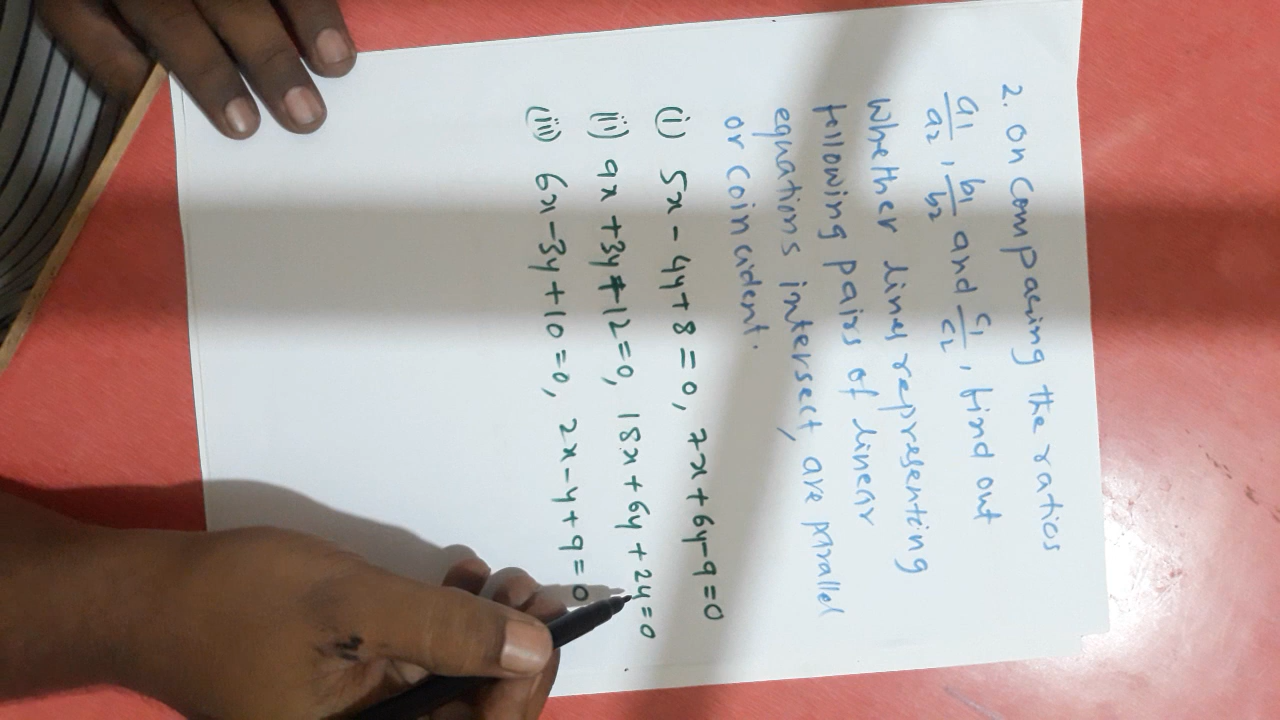 2. on Compaeing the ratios
a1/a2, b1/b2 and c1/c2, find out
whether lines representing
following pairs of linear
equations intersect, are parallel
or coincident.
(i) 5x - 4y + 8 = 0, 7x + 6y - 9 = 0
(ii) 9x + 3y + 12 = 0, 18x + 6y + 24 = 0
(iii) 6x - 3y + 10 = 0, 2x - y + 9 = 0